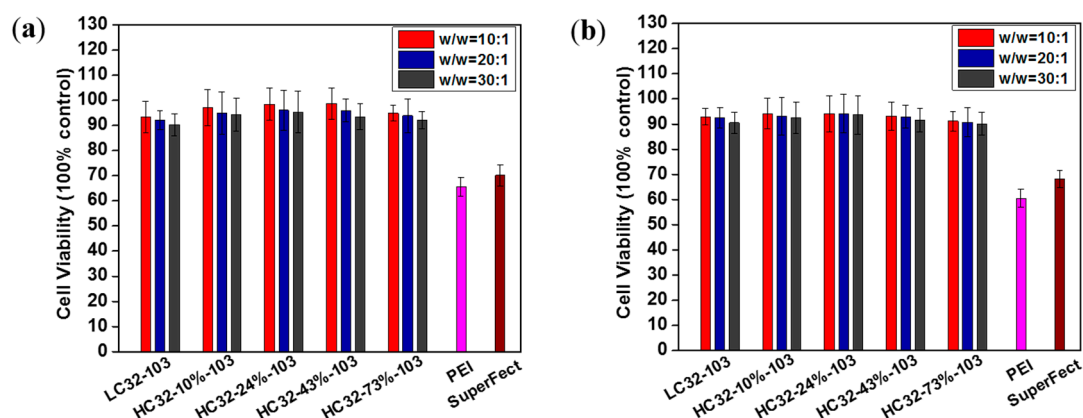 (a)
Cell Viability (100% control)
130
120
110
100
90
80
70
60
50
40
30
20
10
0
w/w=10:1
w/w=20:1
w/w=30:1
LC32-103
HC32-10%-103
HC32-24%-103
HC32-43%-103
HC32-73%-103
PEI
SuperFect
(b)
Cell Viability (100% control)
130
120
110
100
90
80
70
60
50
40
30
20
10
0
w/w=10:1
w/w=20:1
w/w=30:1
LC32-103
HC32-10%-103
HC32-24%-103
HC32-43%-103
HC32-73%-103
PEI
SuperFect